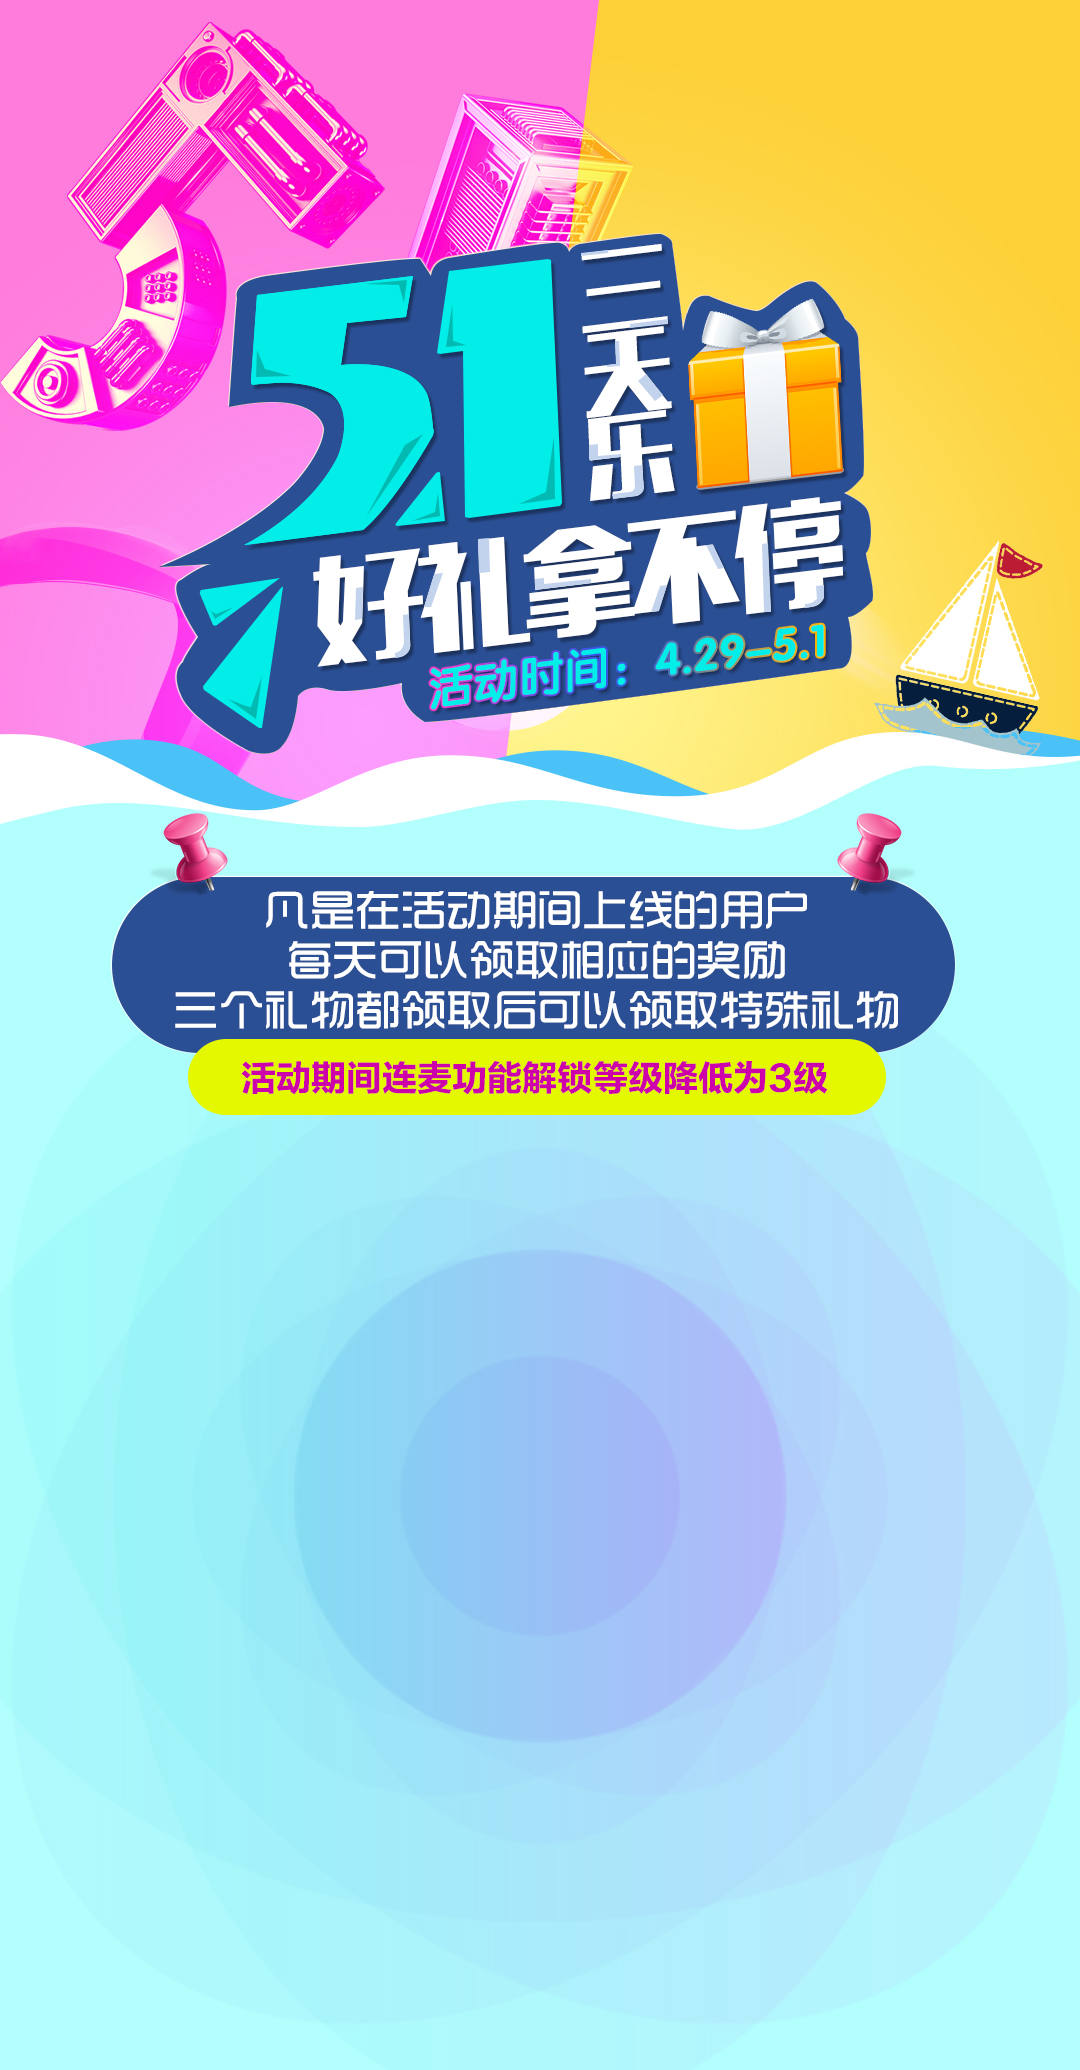 5.1
三天乐
好礼拿不停
活动时间：4.29—5.1
凡是在活动期间上线的用户
每天可以领取相应的奖励
三个礼物都领取后可以领取特殊礼物
活动期间连麦功能解锁等级降低为3级